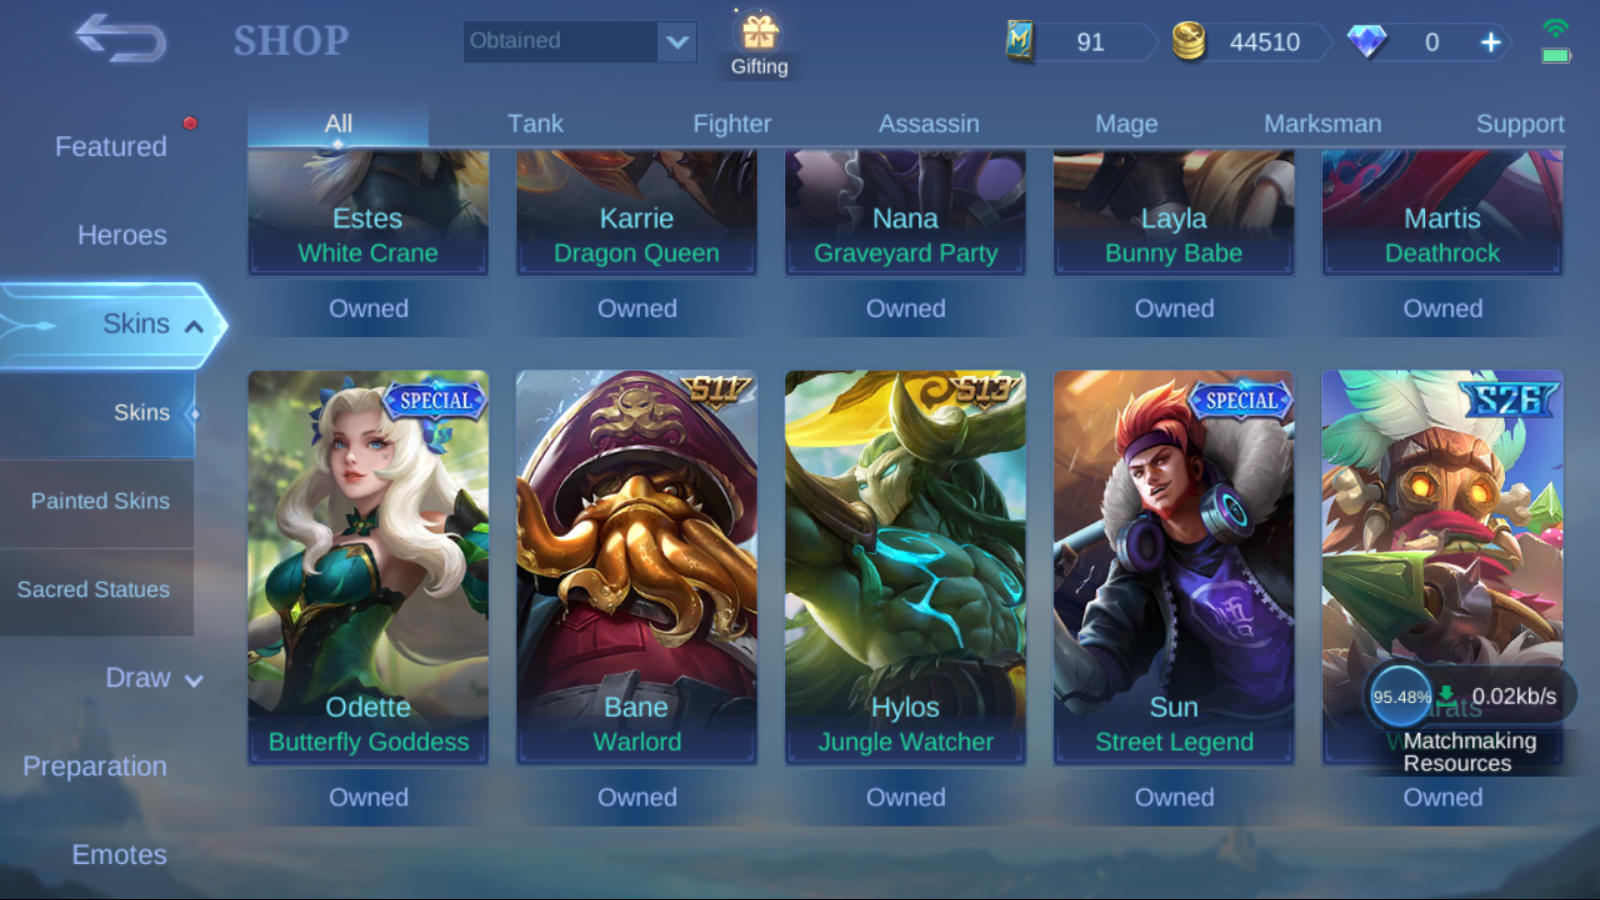 SHOP
Obtained
Gifting
91
44510
0
Featured
Heroes
Skins
Skins
Painted Skins
Sacred Statues
Draw
Preparation
Emotes
All
Tank
Fighter
Assassin
Mage
Marksman
Support
Estes
White Crane
Owned
Karrie
Dragon Queen
Owned
Nana
Graveyard Party
Owned
Layla
Bunny Babe
Owned
Martis
Deathrock
Owned
SPECIAL
Odette
Butterfly Goddess
Owned
S11
Bane
Warlord
Owned
S13
Hylos
Jungle Watcher
Owned
SPECIAL
Sun
Street Legend
Owned
S26
95.48%
0.02kb/s
Matchmaking
Resources
Owned